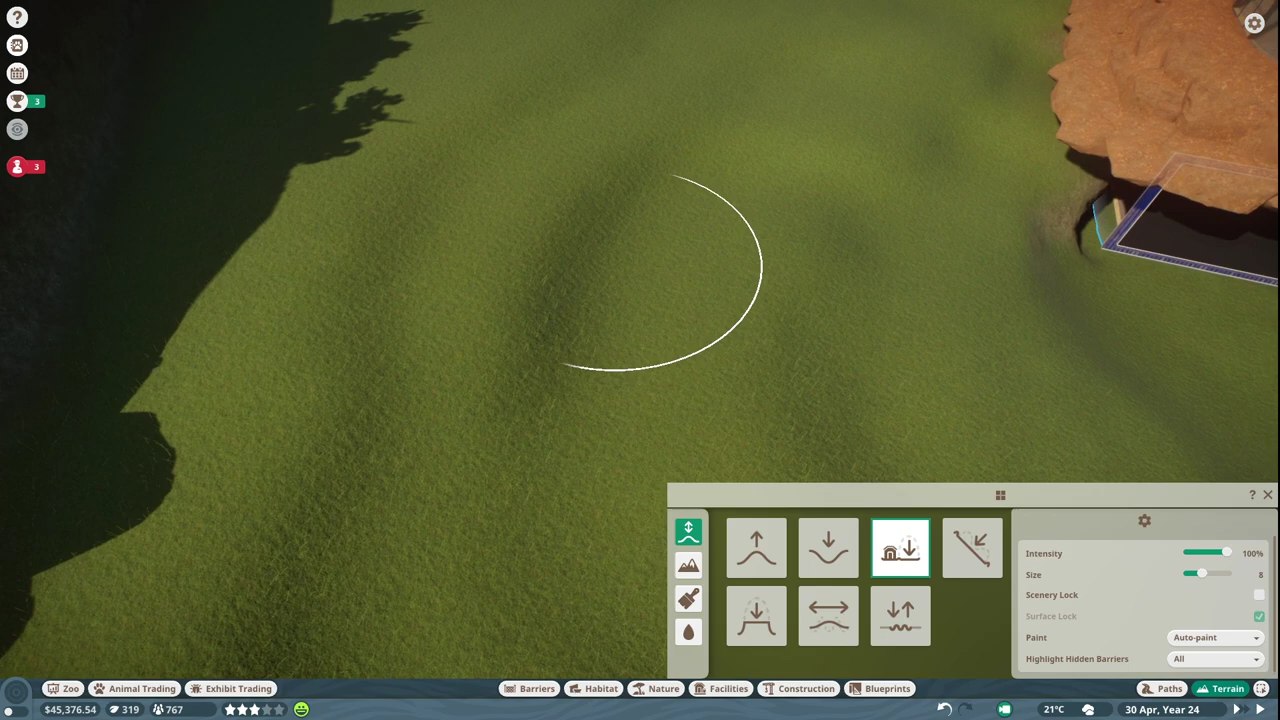 ?
3
3
?
Intensity 100%
Size 8
Scenery Lock
Surface Lock
Paint Auto-paint
Highlight Hidden Barriers All
Zoo Animal Trading Exhibit Trading Barriers Habitat Nature Facilities Construction Blueprints Paths Terrain
$45,376.54 319 767 21°C 30 Apr, Year 24